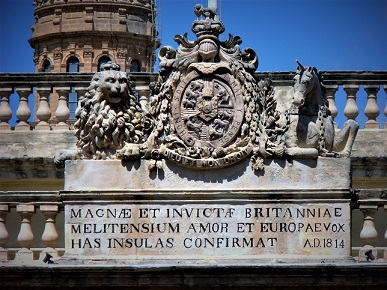 MAGNÆ ET INVICTÆ BRITANNIAE
MELITENSIUM AMOR ET EUROPAE VOX
HAS INSULAS CONFIRMAT A.D. 1814